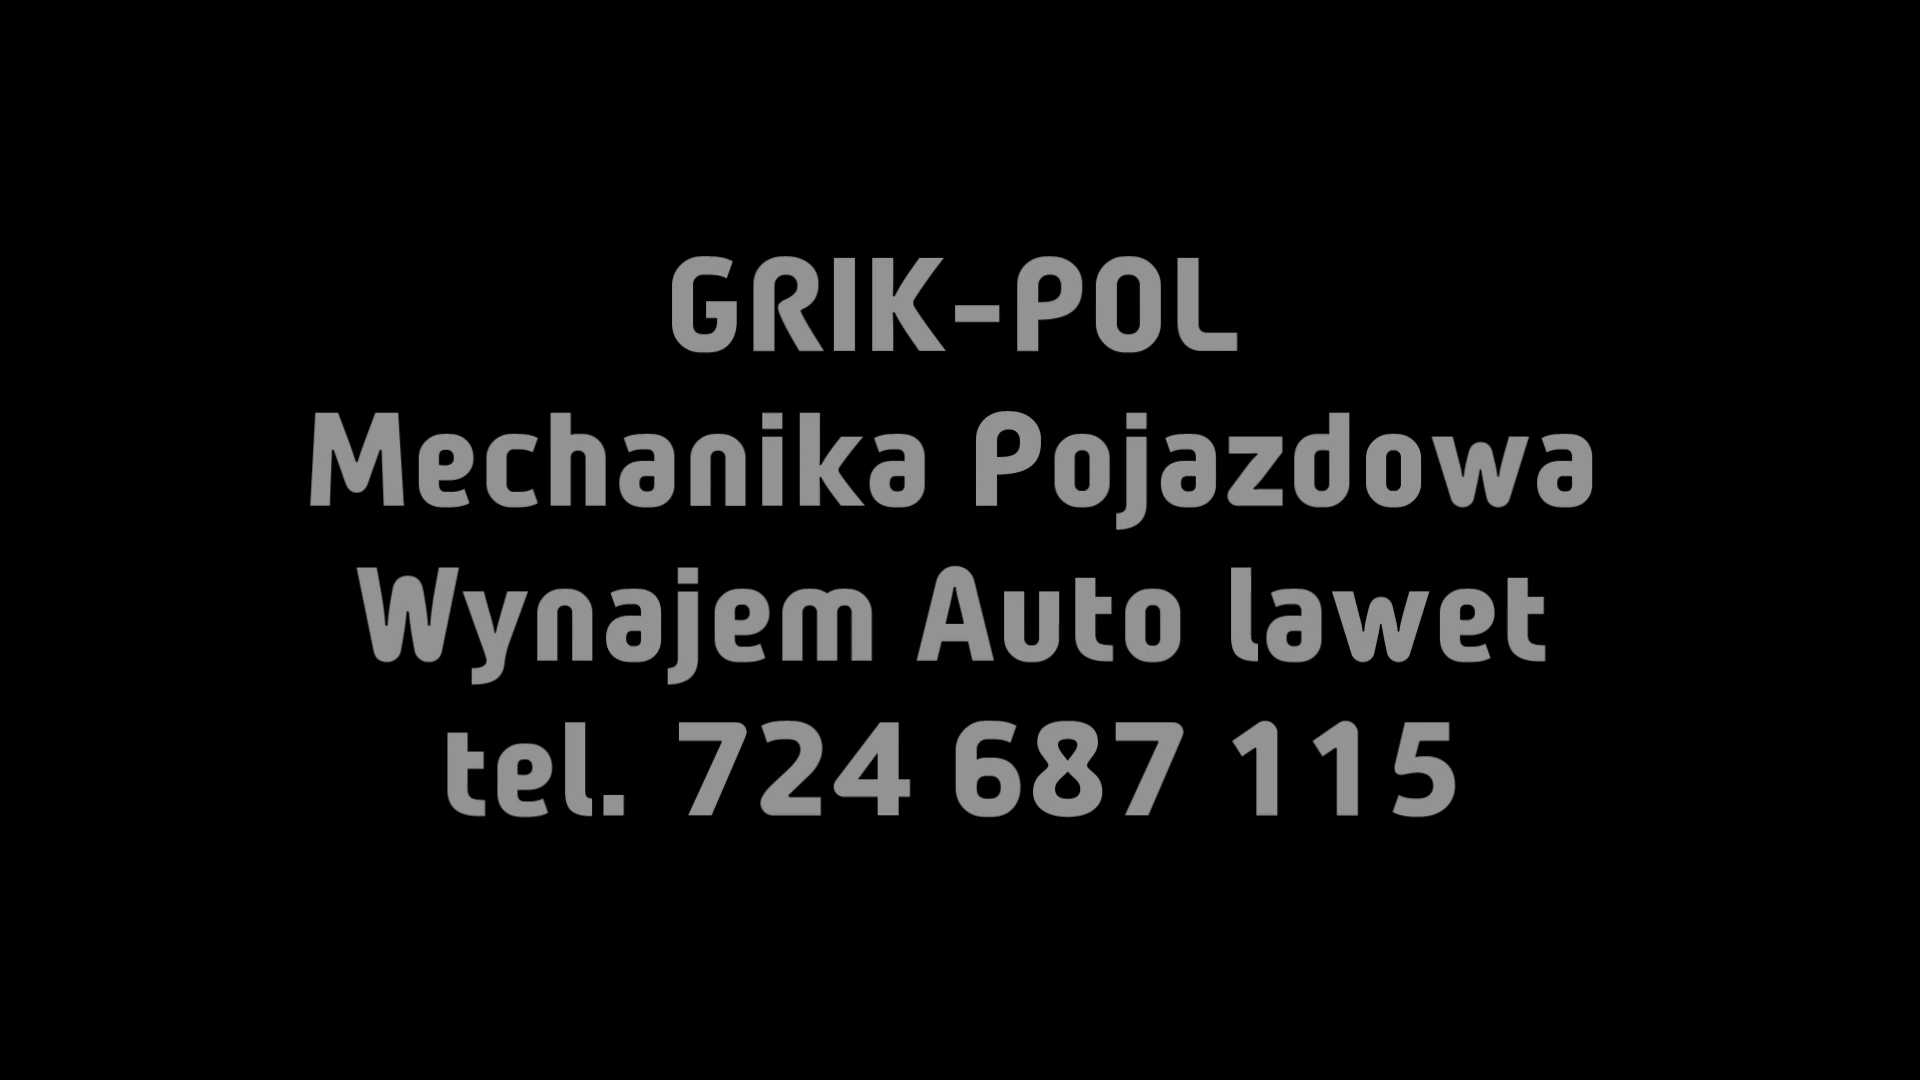 GRIK-POL
Mechanika Pojazdowa
Wynajem Auto lawet
tel. 724 687 115